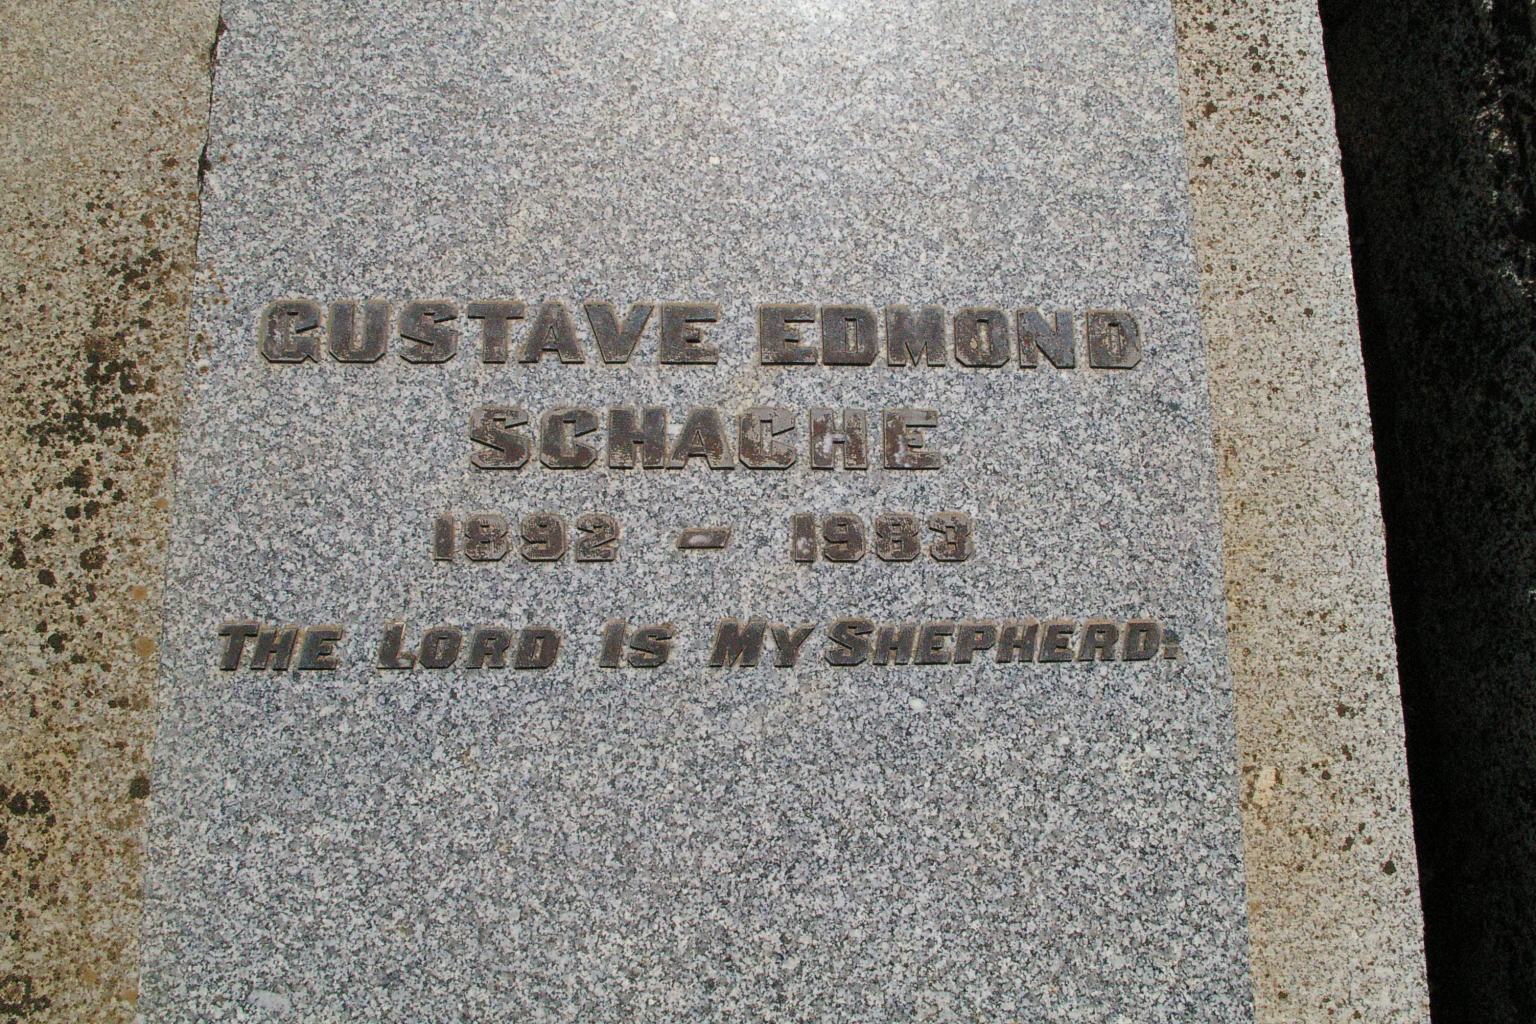 GUSTAVE EDMOND
SCHACHE
1892 - 1983
THE LORD IS MY SHEPHERD.